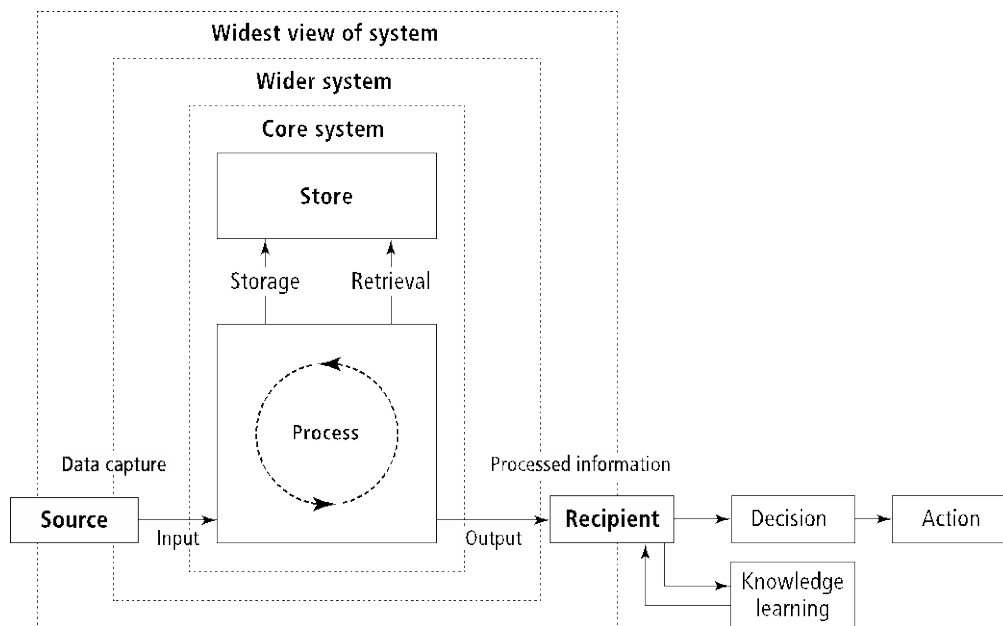 Widest view of system
Wider system
Core system
Store
Storage
Retrieval
Process
Data capture
Processed information
Source
Input
Output
Recipient
Decision
Action
Knowledge
learning